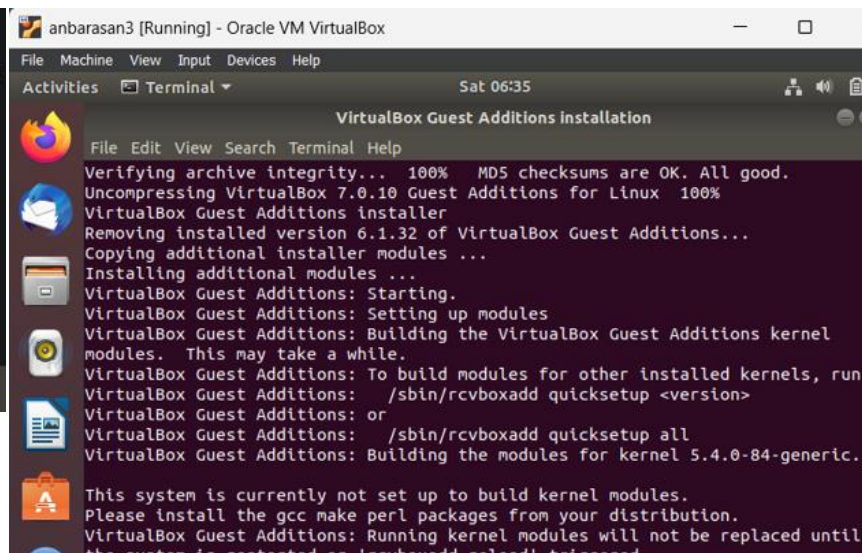 anbarasan3 [Running] - Oracle VM VirtualBox
File Machine View Input Devices Help
Activities Terminal Sat 06:35
VirtualBox Guest Additions installation
File Edit View Search Terminal Help
Verifying archive integrity... 100% MD5 checksums are OK. All good.
Uncompressing VirtualBox 7.0.10 Guest Additions for Linux 100%
VirtualBox Guest Additions installer
Removing installed version 6.1.32 of VirtualBox Guest Additions...
Copying additional installer modules ...
Installing additional modules ...
VirtualBox Guest Additions: Starting.
VirtualBox Guest Additions: Setting up modules
VirtualBox Guest Additions: Building the VirtualBox Guest Additions kernel
modules. This may take a while.
VirtualBox Guest Additions: To build modules for other installed kernels, run
VirtualBox Guest Additions: /sbin/rcvboxadd quicksetup <version>
VirtualBox Guest Additions: or
VirtualBox Guest Additions: /sbin/rcvboxadd quicksetup all
VirtualBox Guest Additions: Building the modules for kernel 5.4.0-84-generic.
This system is currently not set up to build kernel modules.
Please install the gcc make perl packages from your distribution.
VirtualBox Guest Additions: Running kernel modules will not be replaced until